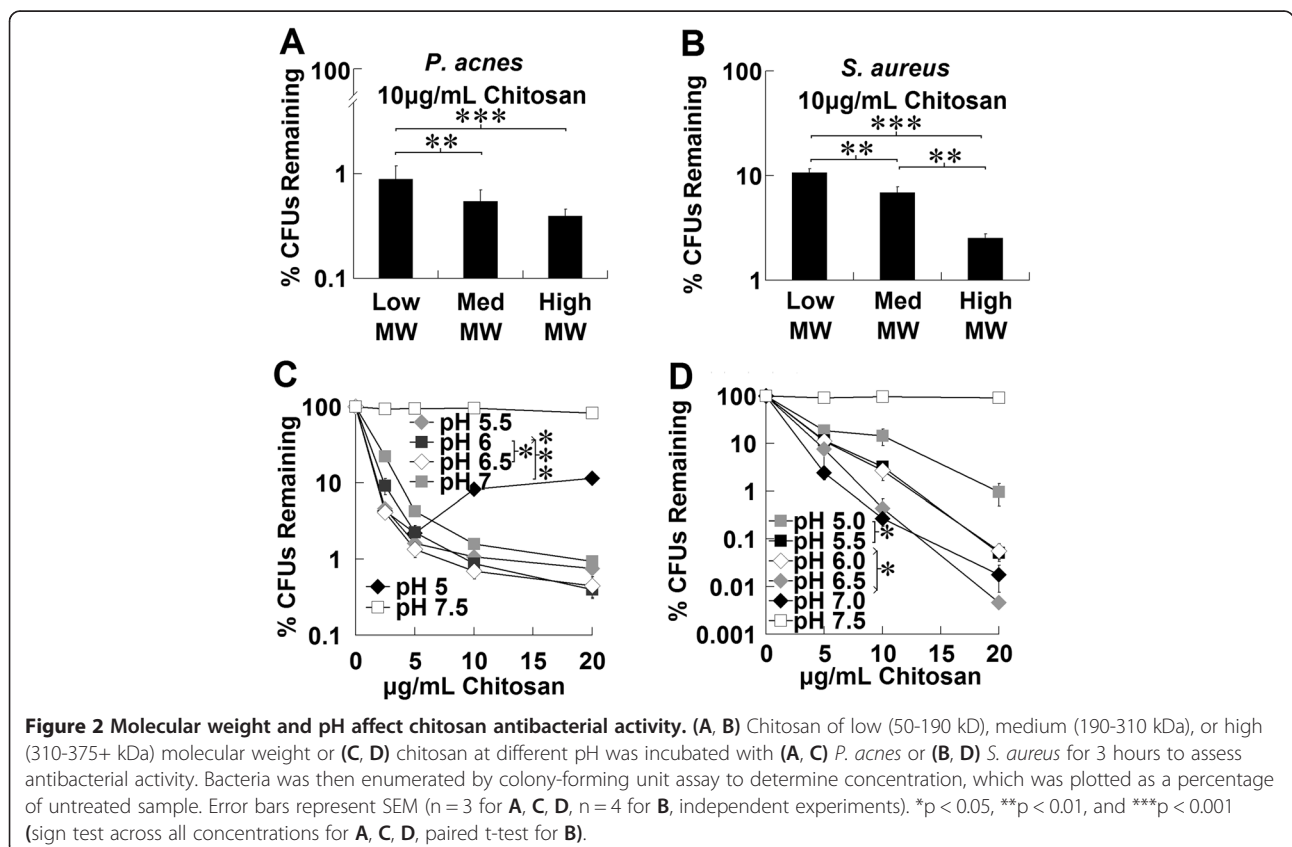 A
P. acnes
10µg/mL Chitosan
***
**
100
1
0.1
% CFUs Remaining
Low MW
Med MW
High MW
B
S. aureus
10µg/mL Chitosan
***
**
**
100
10
1
% CFUs Remaining
Low MW
Med MW
High MW
C
100
10
1
0.1
% CFUs Remaining
pH 5.5
pH 6
pH 6.5
pH 7
*
***
pH 5
pH 7.5
0 5 10 15 20
µg/mL Chitosan
D
100
10
1
0.1
0.01
0.001
% CFUs Remaining
pH 5.0
pH 5.5
pH 6.0
pH 6.5
pH 7.0
pH 7.5
*
*
0 5 10 15 20
µg/mL Chitosan
Figure 2 Molecular weight and pH affect chitosan antibacterial activity. (A, B) Chitosan of low (50-190 kD), medium (190-310 kDa), or high
(310-375+ kDa) molecular weight or (C, D) chitosan at different pH was incubated with (A, C) P. acnes or (B, D) S. aureus for 3 hours to assess
antibacterial activity. Bacteria was then enumerated by colony-forming unit assay to determine concentration, which was plotted as a percentage
of untreated sample. Error bars represent SEM (n = 3 for A, C, D, n = 4 for B, independent experiments). *p < 0.05, **p < 0.01, and ***p < 0.001
(sign test across all concentrations for A, C, D, paired t-test for B).